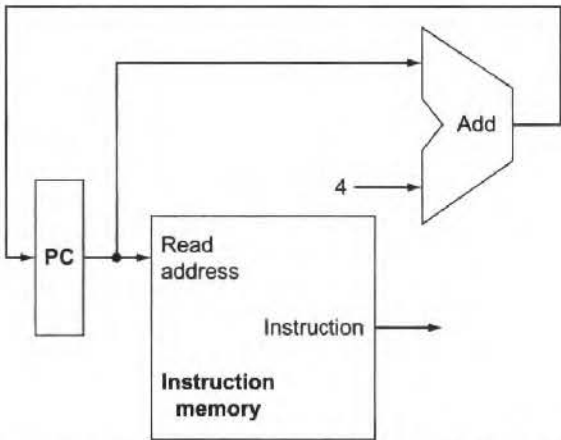 Add
4
PC
Read
address
Instruction
Instruction
memory